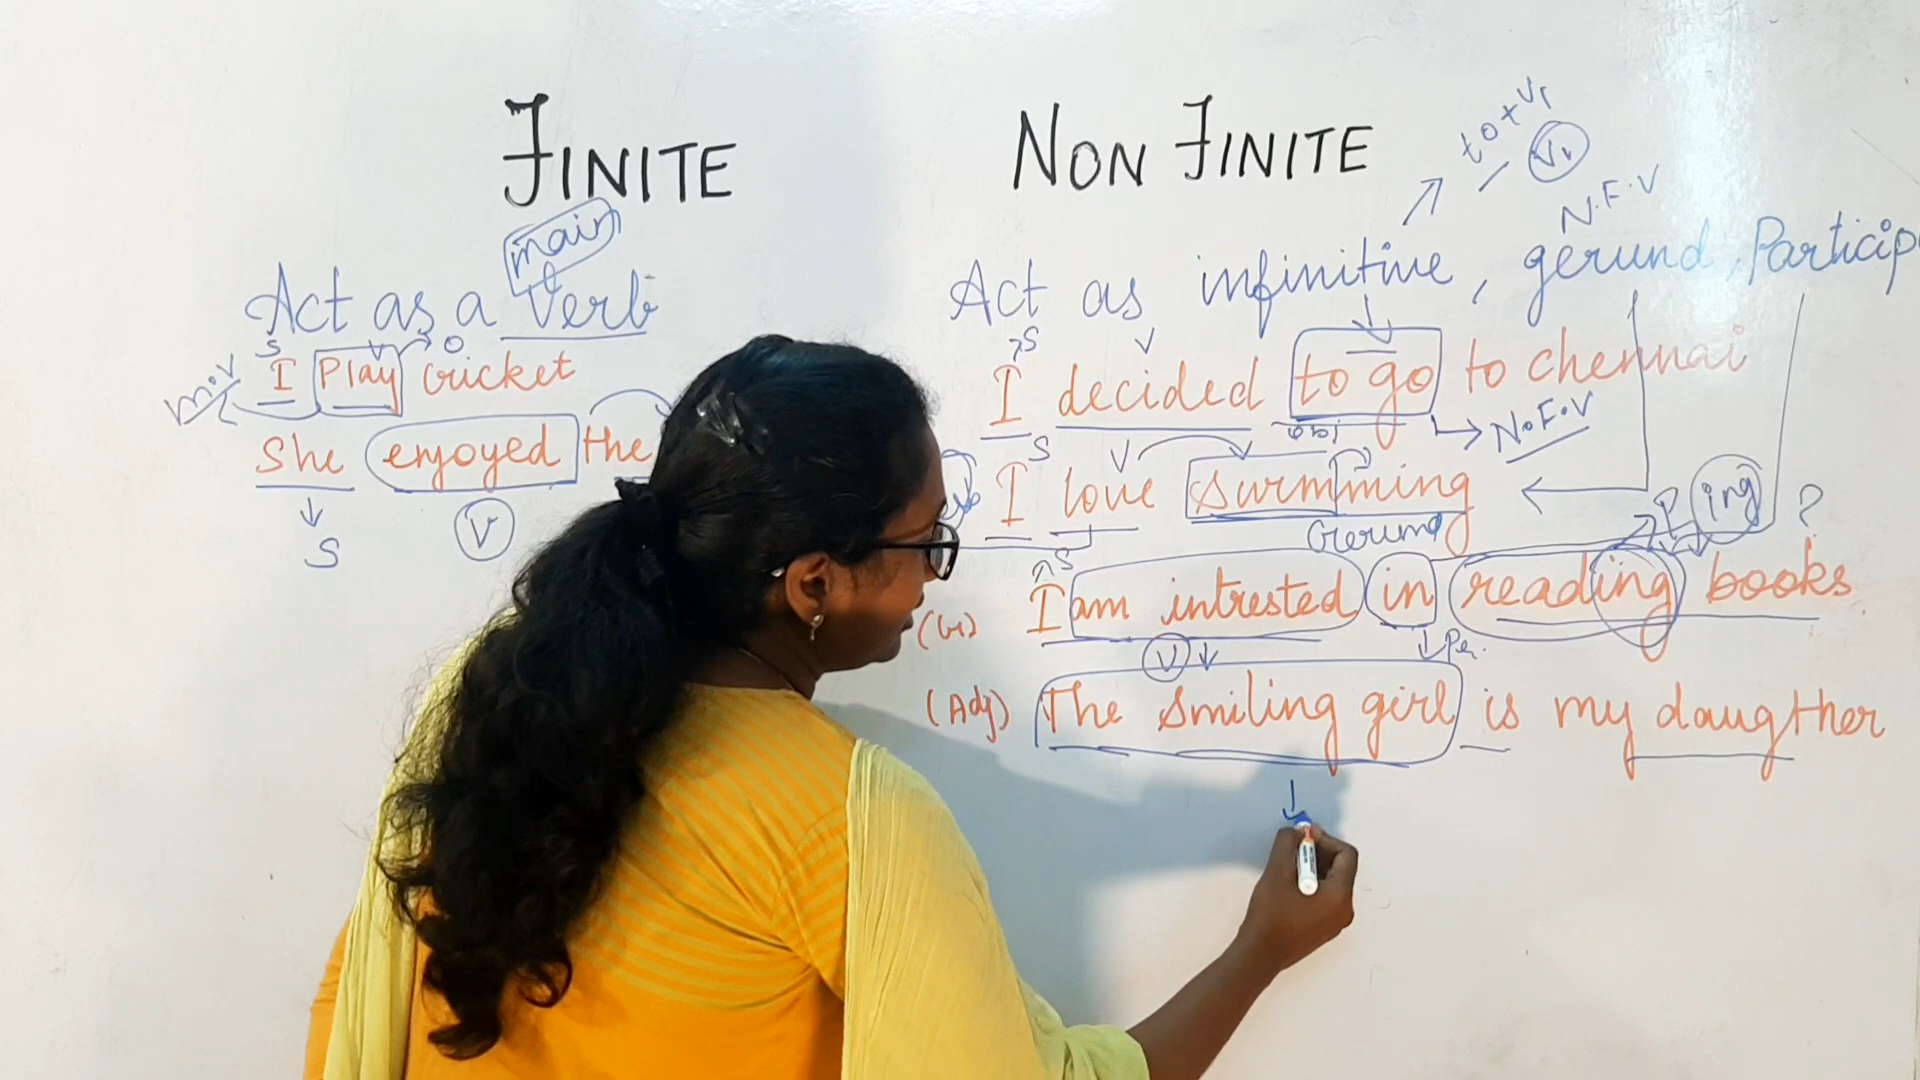 FINITE
main
Act as a Verb
S V O
M.V I Play cricket
She enjoyed the
S
V
NON FINITE
to + V1
V1
N.F.V
Act as infinitive, gerund, Particip
S V
I decided to go to chennai
obj N.F.V
S V
I love swimming
Gerund
P ing ?
S
(G) I am intrested in reading books
V Pre.
(Adj) The smiling girl is my daugther